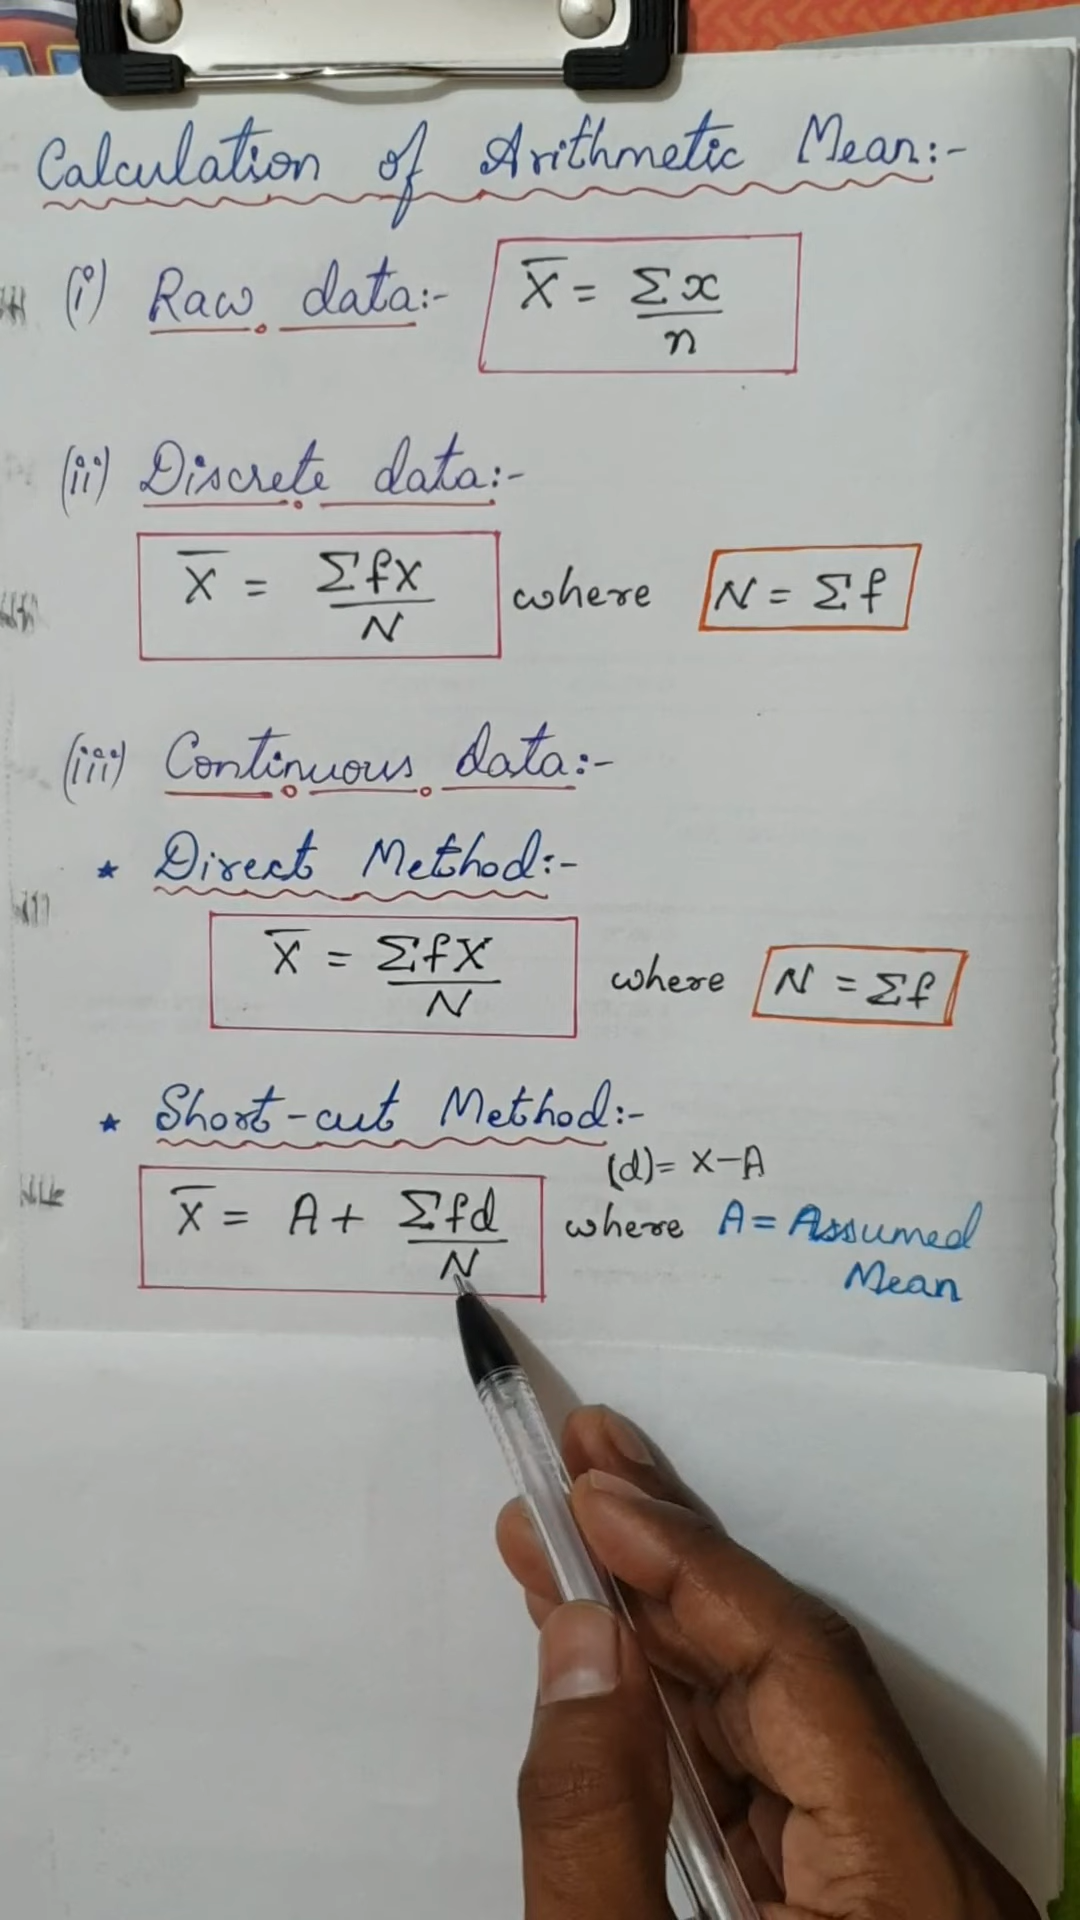 Calculation of Arithmetic Mean:-
(i) Raw data:- X̅ = Σx/n
(ii) Discrete data:-
X̅ = ΣfX/N where N = Σf
(iii) Continuous data:-
* Direct Method:-
X̅ = ΣfX/N where N = Σf
* Short-cut Method:-
(d)= X-A
X̅ = A + Σfd/N where A = Assumed
Mean